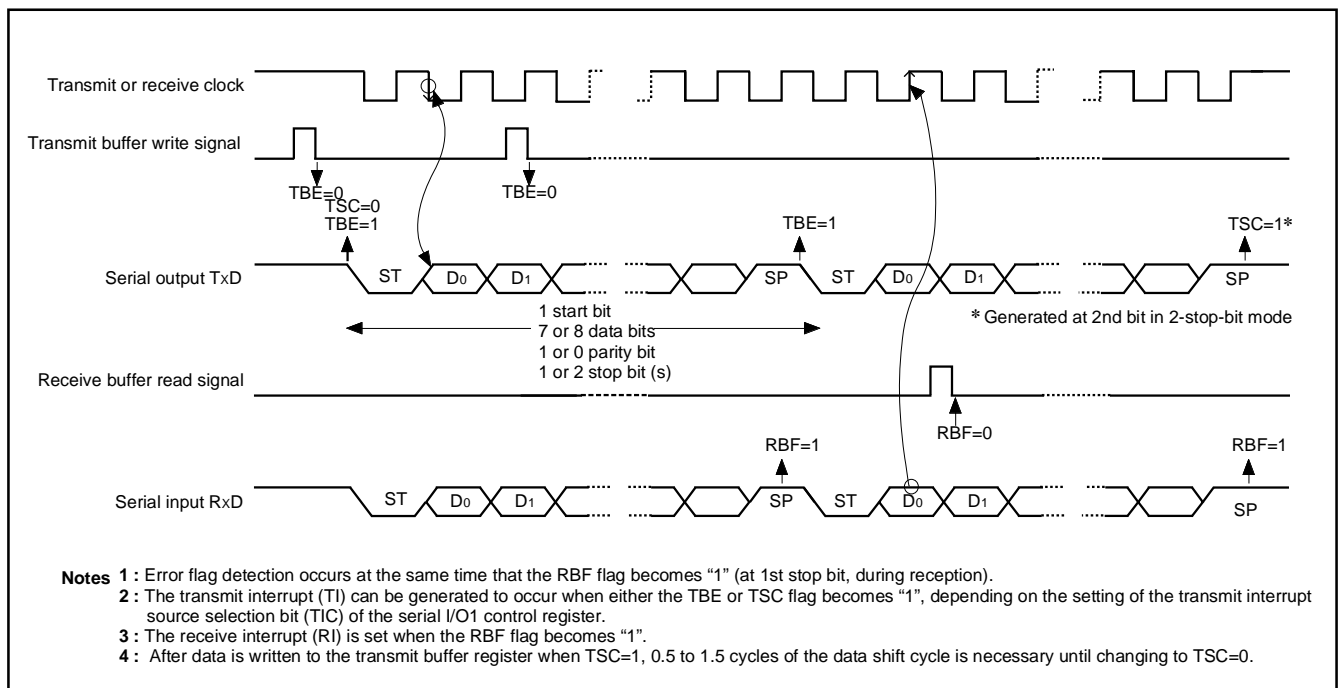 Transmit or receive clock
Transmit buffer write signal
TBE=0
TSC=0
TBE=1
TBE=0
TBE=1
TSC=1*
Serial output TxD
ST D0 D1 SP ST D0 D1 SP
1 start bit
7 or 8 data bits
1 or 0 parity bit
1 or 2 stop bit (s)
* Generated at 2nd bit in 2-stop-bit mode
Receive buffer read signal
RBF=0
RBF=1
RBF=1
Serial input RxD
ST D0 D1 SP ST D0 D1 SP
Notes 1 : Error flag detection occurs at the same time that the RBF flag becomes “1” (at 1st stop bit, during reception).
2 : The transmit interrupt (TI) can be generated to occur when either the TBE or TSC flag becomes “1”, depending on the setting of the transmit interrupt
source selection bit (TIC) of the serial I/O1 control register.
3 : The receive interrupt (RI) is set when the RBF flag becomes “1”.
4 : After data is written to the transmit buffer register when TSC=1, 0.5 to 1.5 cycles of the data shift cycle is necessary until changing to TSC=0.